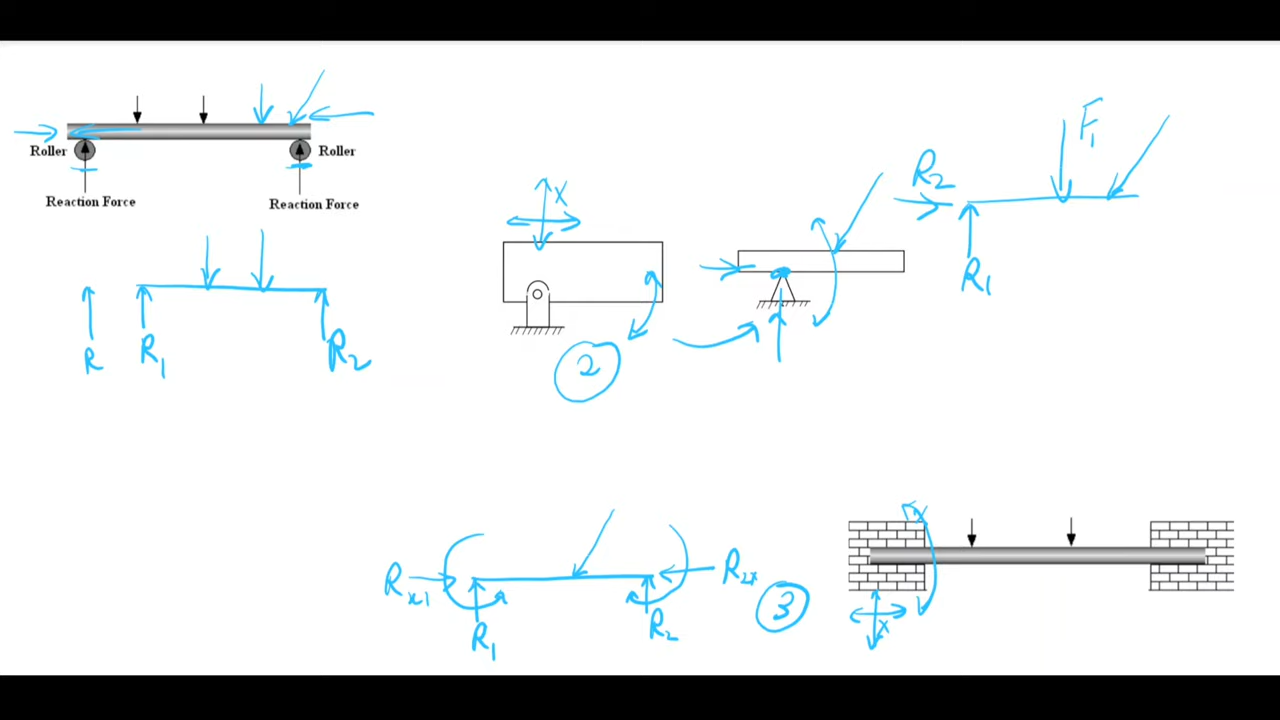 Roller
Roller
Reaction Force
Reaction Force
R
R1
R2
X
2
R2
F1
R1
Rx1
R1
R2
R2x
3
X
X